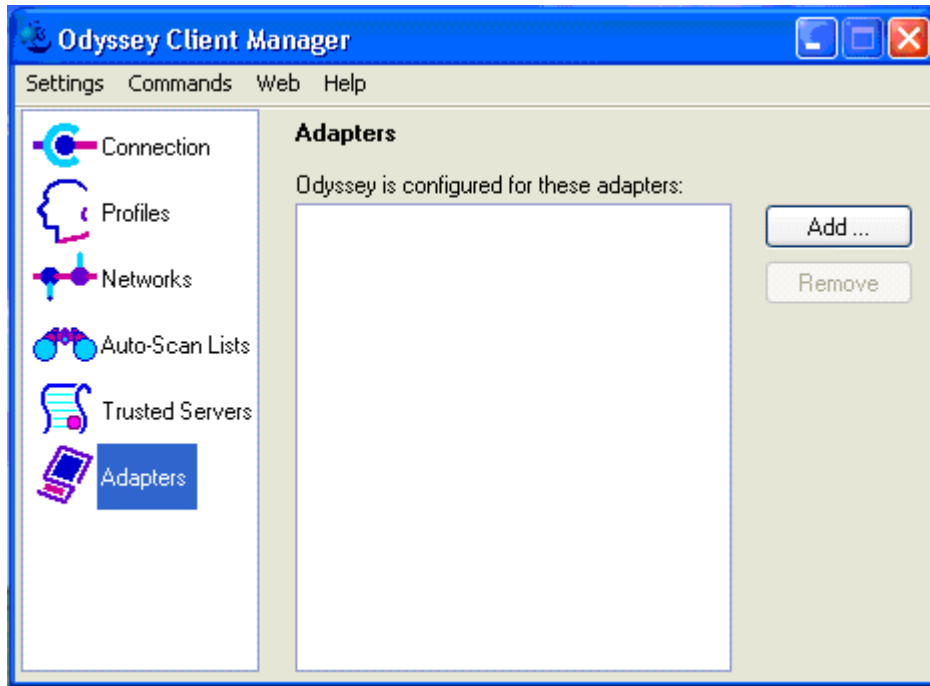 Odyssey Client Manager
Settings Commands Web Help
Connection
Profiles
Networks
Auto-Scan Lists
Trusted Servers
Adapters
Adapters
Odyssey is configured for these adapters:
Add ...
Remove